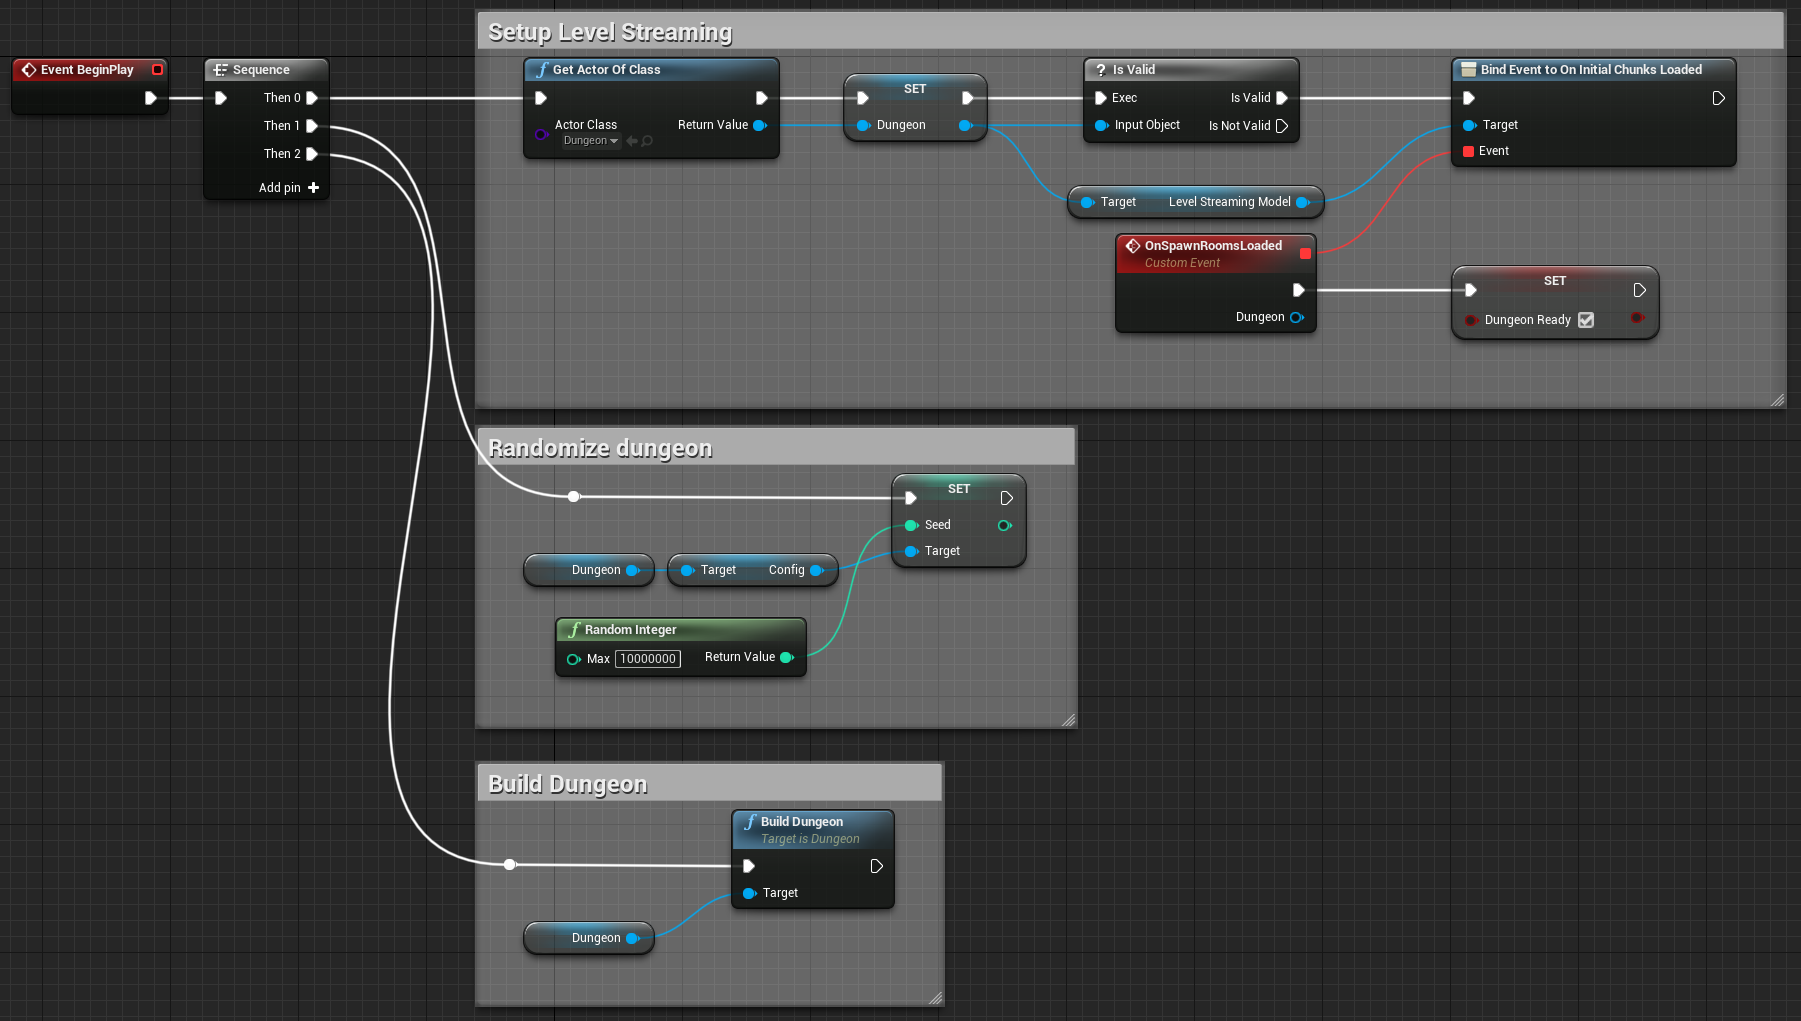 Setup Level Streaming
Event BeginPlay
Sequence
Then 0
Then 1
Then 2
Add pin
Get Actor Of Class
Actor Class
Dungeon
Return Value
SET
Dungeon
? Is Valid
Exec
Is Valid
Input Object
Is Not Valid
Bind Event to On Initial Chunks Loaded
Target
Event
Target
Level Streaming Model
OnSpawnRoomsLoaded
Custom Event
Dungeon
SET
Dungeon Ready
Randomize dungeon
SET
Seed
Target
Dungeon
Target
Config
f Random Integer
Max
10000000
Return Value
Build Dungeon
f Build Dungeon
Target is Dungeon
Target
Dungeon